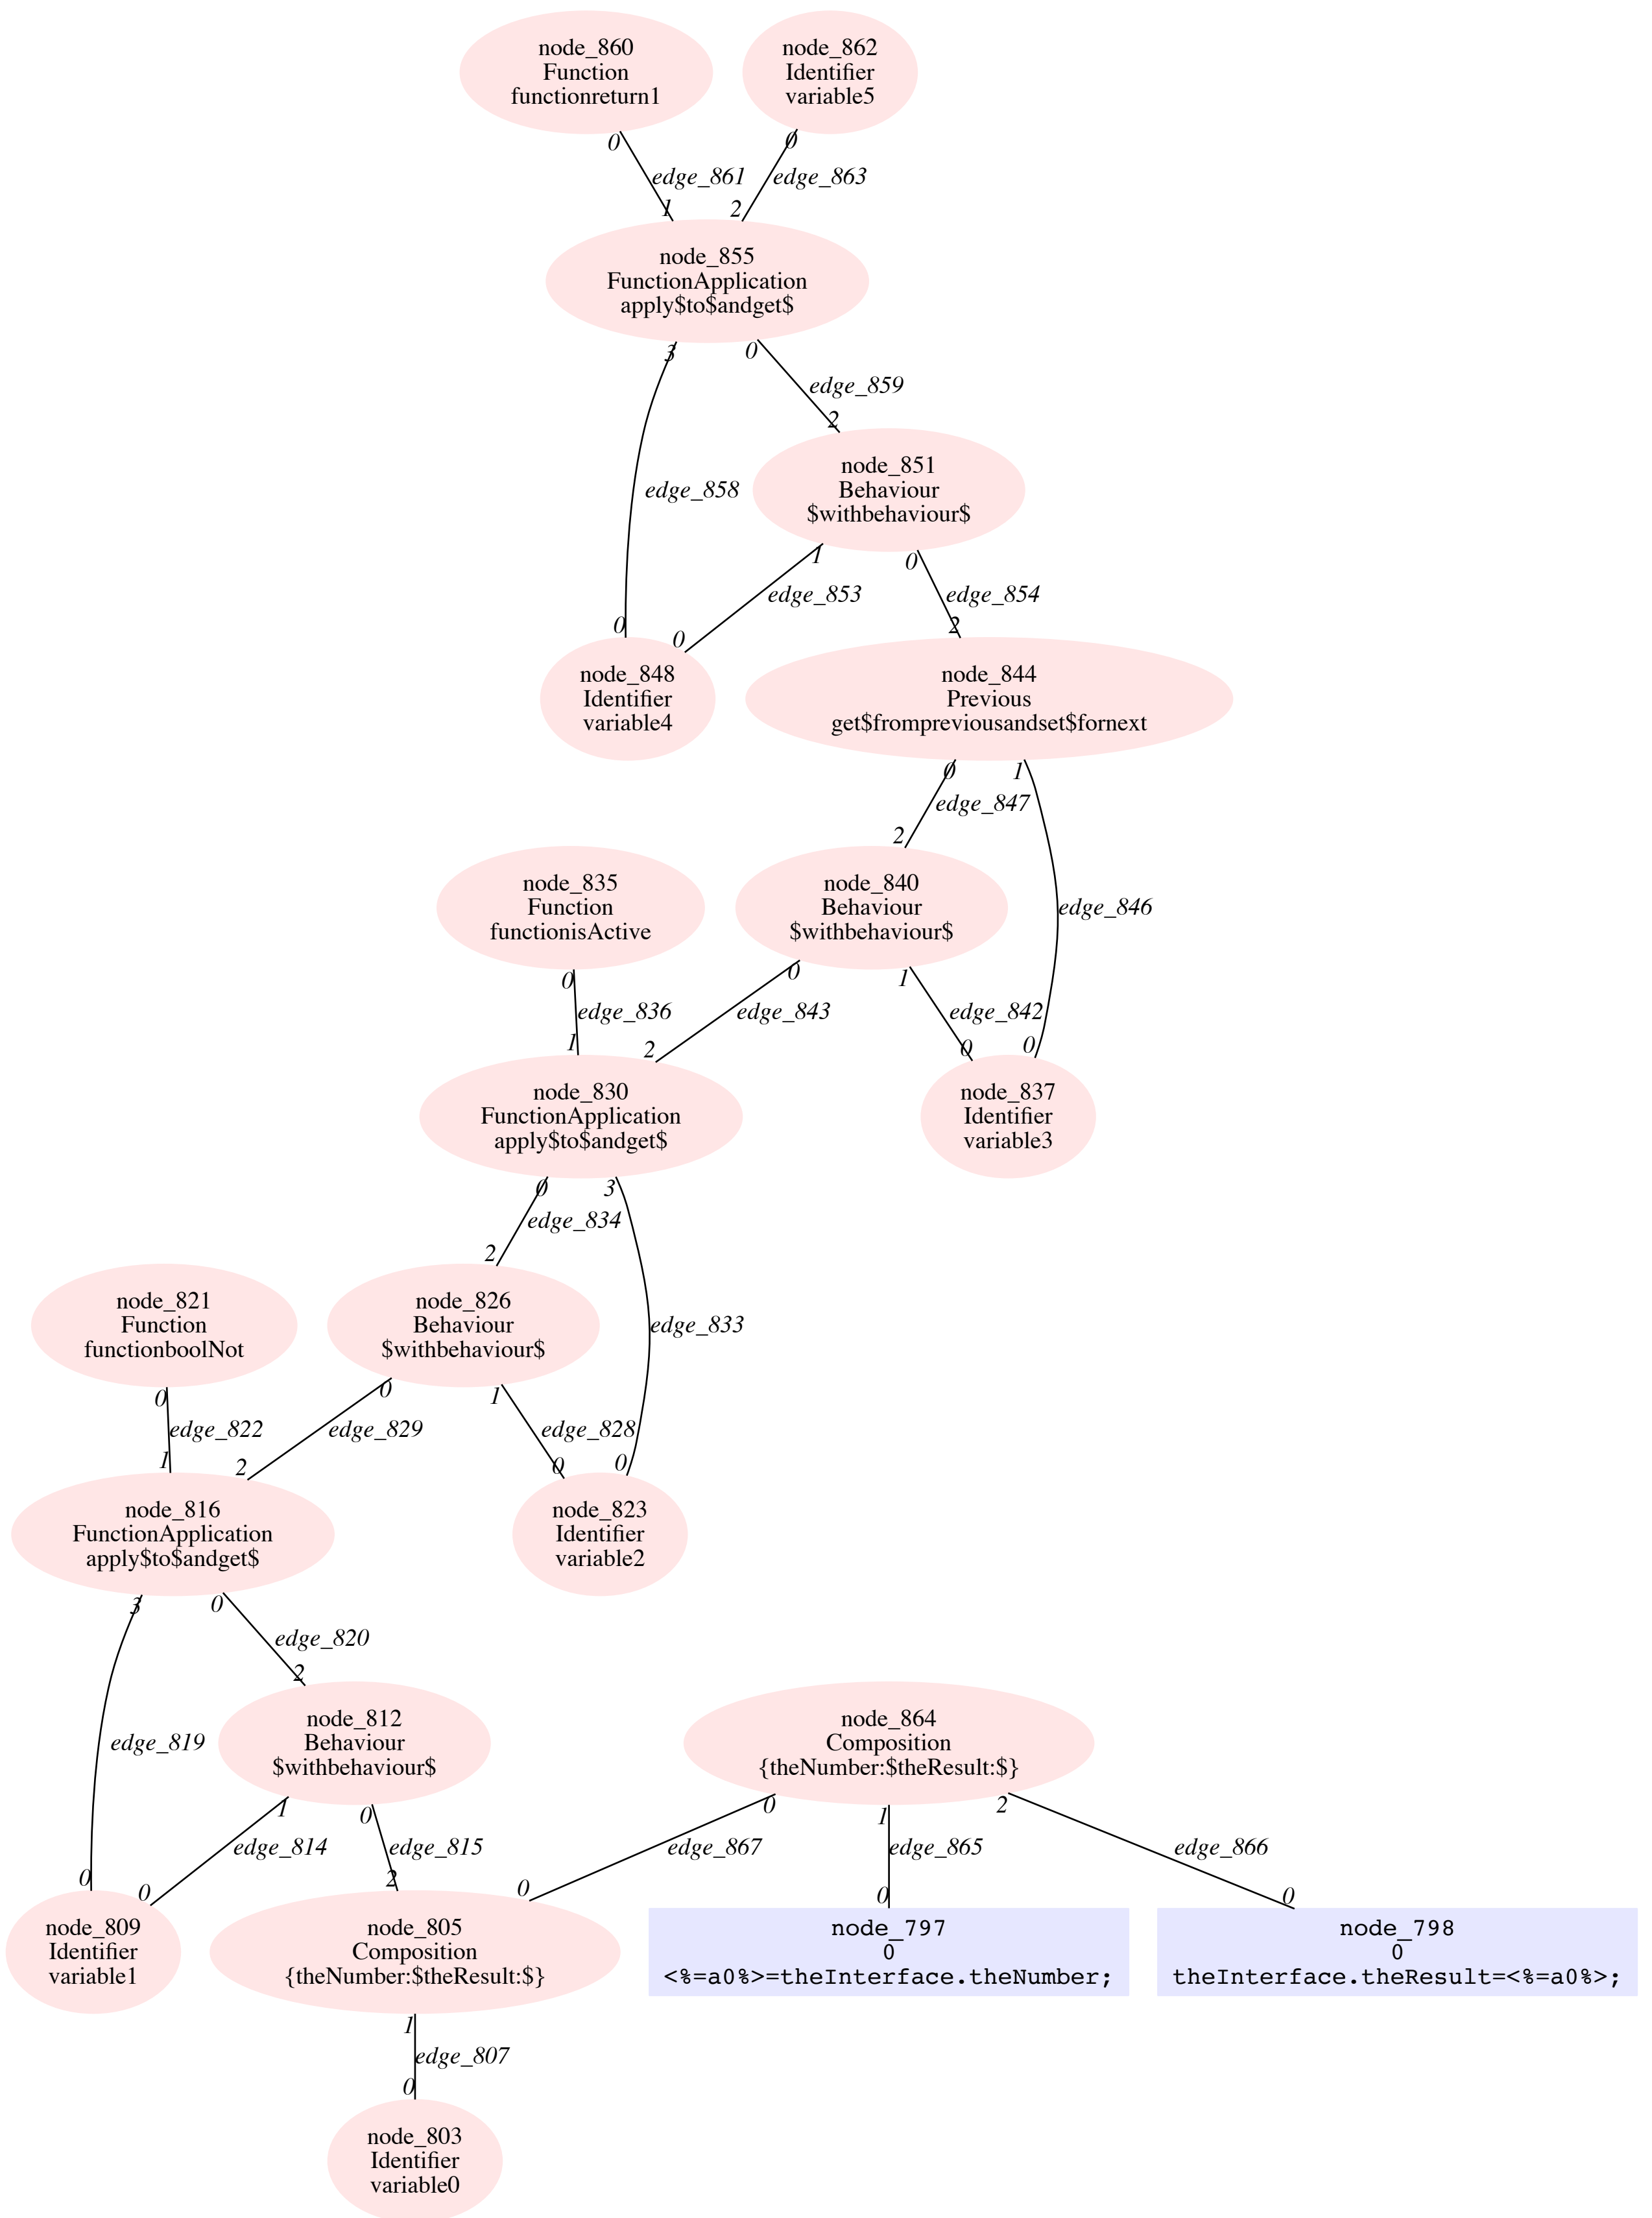 node_860
Function
functionreturn1
node_862
Identifier
variable5
0
0
edge_861
edge_863
1
2
node_855
FunctionApplication
apply$to$andget$
3
0
edge_859
2
node_851
Behaviour
$withbehaviour$
edge_858
1
0
edge_853
edge_854
0
0
2
node_848
Identifier
variable4
node_844
Previous
get$frompreviousandset$fornext
0
1
edge_847
2
node_835
Function
functionisActive
node_840
Behaviour
$withbehaviour$
edge_846
0
0
1
edge_836
edge_843
edge_842
1
2
0
0
node_830
FunctionApplication
apply$to$andget$
node_837
Identifier
variable3
0
3
edge_834
2
node_821
Function
functionboolNot
node_826
Behaviour
$withbehaviour$
edge_833
0
0
1
edge_822
edge_829
edge_828
1
2
0
0
node_816
FunctionApplication
apply$to$andget$
node_823
Identifier
variable2
3
0
edge_820
2
edge_819
node_812
Behaviour
$withbehaviour$
node_864
Composition
{theNumber:$theResult:$}
1
0
0
1
2
edge_814
edge_815
edge_867
edge_865
edge_866
0
0
2
0
0
0
node_809
Identifier
variable1
node_805
Composition
{theNumber:$theResult:$}
node_797
0
<%=a0%>=theInterface.theNumber;
node_798
0
theInterface.theResult=<%=a0%>;
1
edge_807
0
node_803
Identifier
variable0